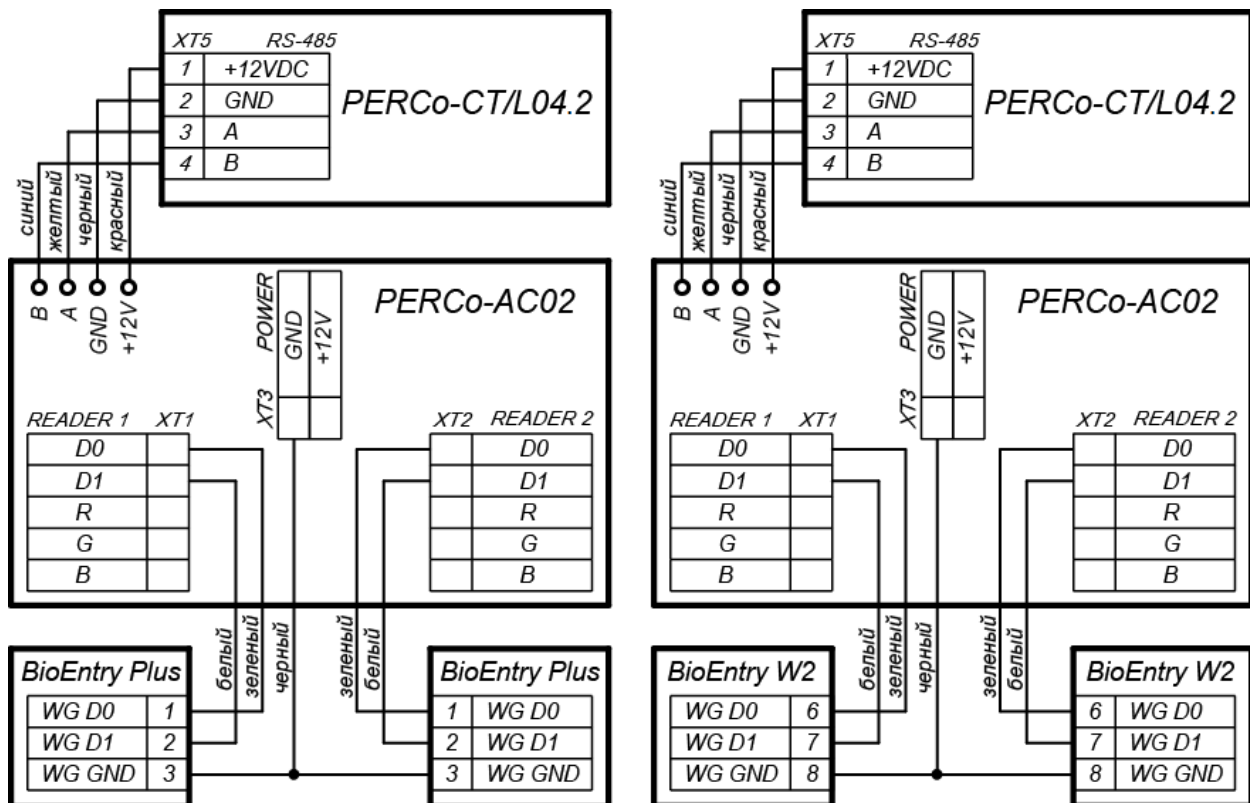 XT5 RS-485
1 +12VDC
2 GND
3 A
4 B
PERCo-CT/L04.2
синий
желтый
черный
красный
B
A
GND
+12V
POWER
GND
+12V
XT3
PERCo-AC02
READER 1 XT1
D0
D1
R
G
B
XT2 READER 2
D0
D1
R
G
B
белый
зеленый
черный
зеленый
белый
BioEntry Plus
WG D0 1
WG D1 2
WG GND 3
BioEntry Plus
1 WG D0
2 WG D1
3 WG GND
XT5 RS-485
1 +12VDC
2 GND
3 A
4 B
PERCo-CT/L04.2
синий
желтый
черный
красный
B
A
GND
+12V
POWER
GND
+12V
XT3
PERCo-AC02
READER 1 XT1
D0
D1
R
G
B
XT2 READER 2
D0
D1
R
G
B
белый
зеленый
черный
зеленый
белый
BioEntry W2
WG D0 6
WG D1 7
WG GND 8
BioEntry W2
6 WG D0
7 WG D1
8 WG GND